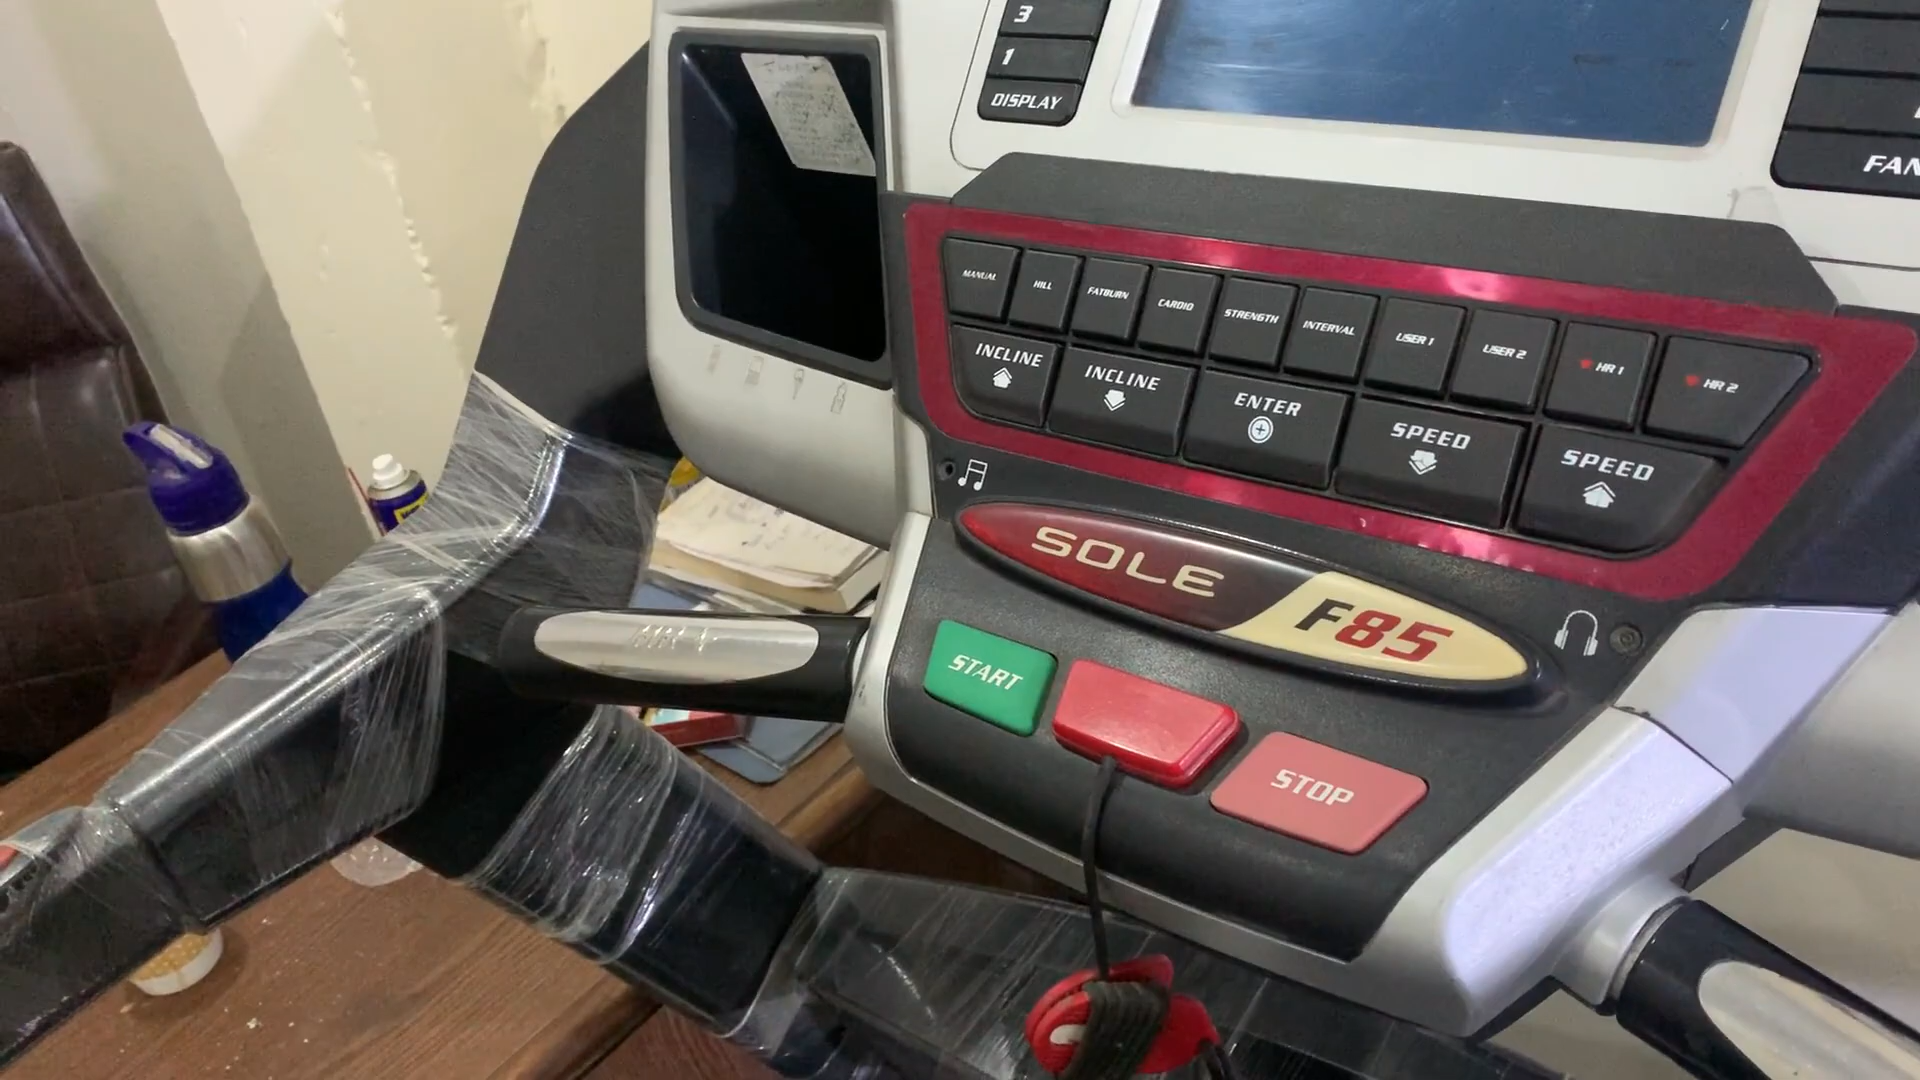 3
1
DISPLAY
FAN
MANUAL
HILL
FATBURN
CARDIO
STRENGTH
INTERVAL
USER 1
USER 2
HR 1
HR 2
INCLINE
INCLINE
ENTER
SPEED
SPEED
SOLE
F85
START
STOP